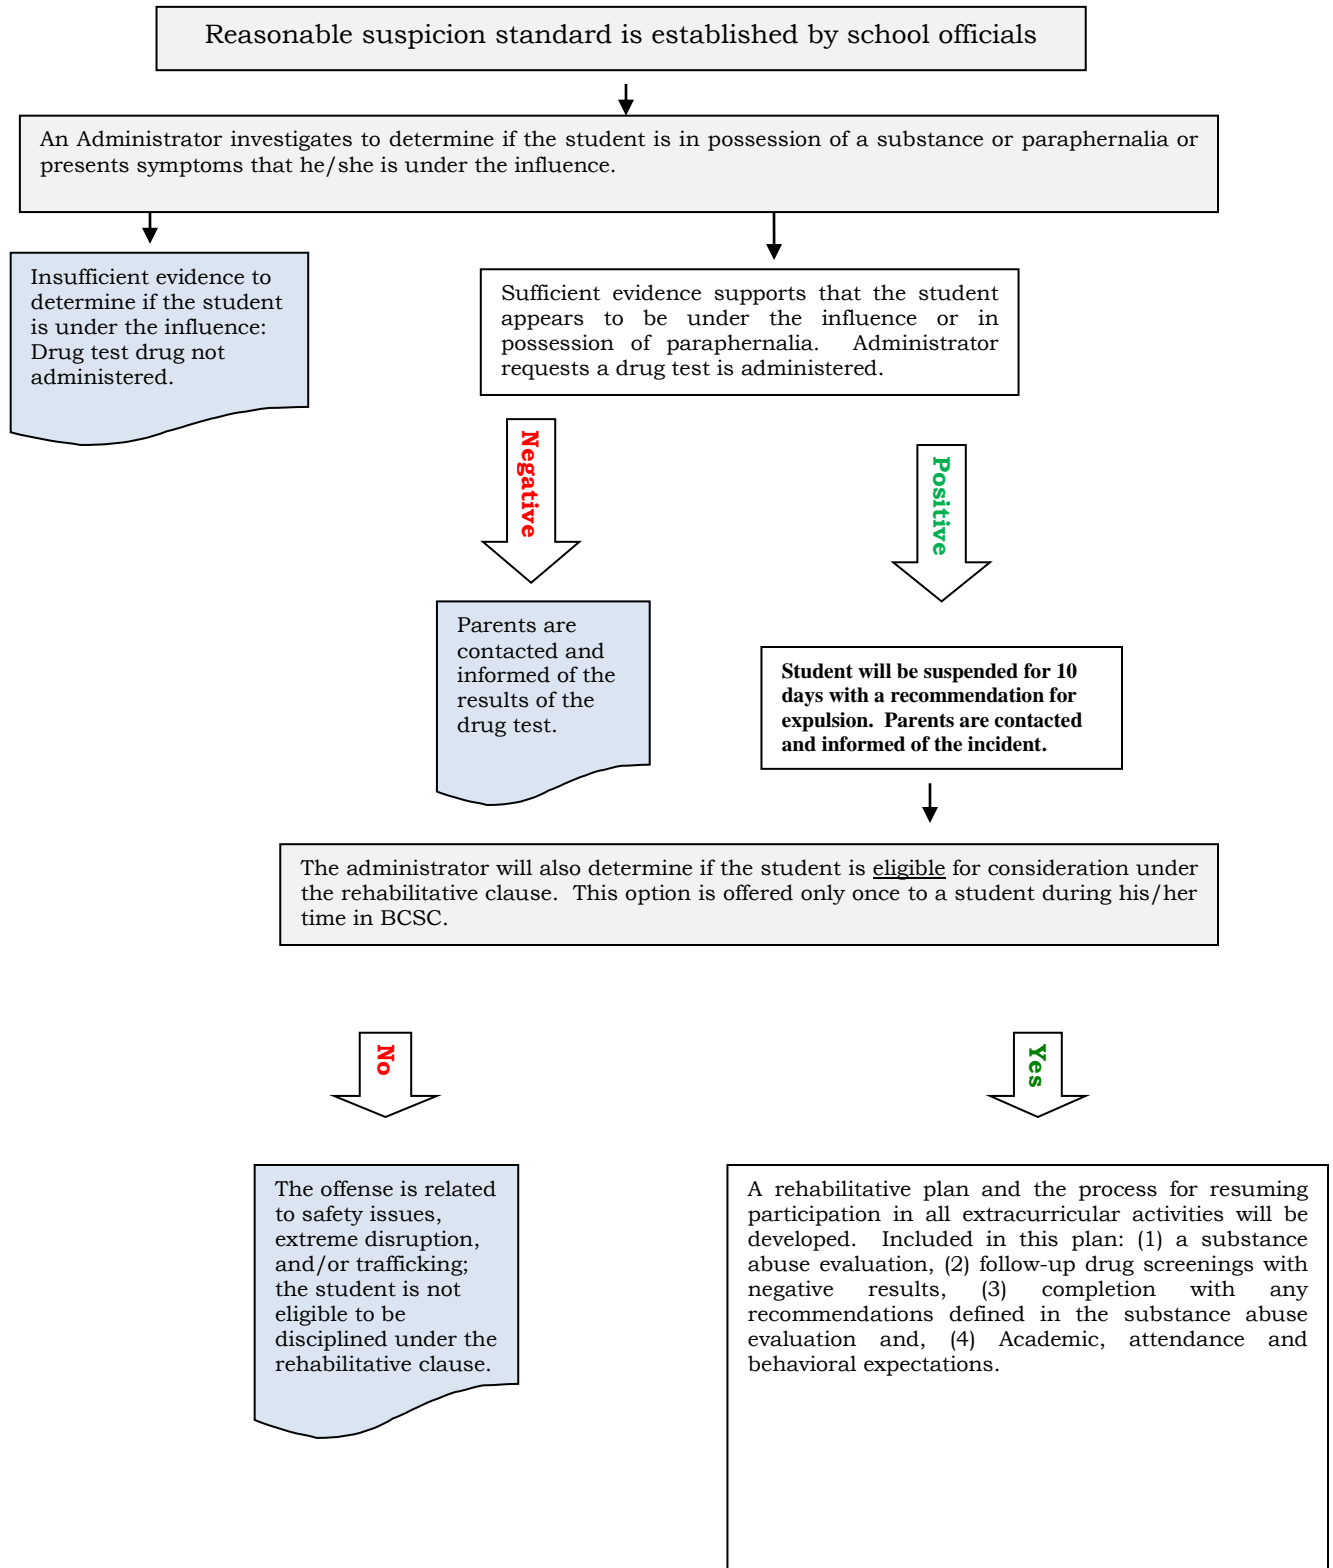 Reasonable suspicion standard is established by school officials
An Administrator investigates to determine if the student is in possession of a substance or paraphernalia or
presents symptoms that he/she is under the influence.
Insufficient evidence to
determine if the student
is under the influence:
Drug test drug not
administered.
Sufficient evidence supports that the student
appears to be under the influence or in
possession of paraphernalia. Administrator
requests a drug test is administered.
Negative
Positive
Parents are
contacted and
informed of the
results of the
drug test.
Student will be suspended for 10
days with a recommendation for
expulsion. Parents are contacted
and informed of the incident.
The administrator will also determine if the student is eligible for consideration under
the rehabilitative clause. This option is offered only once to a student during his/her
time in BCSC.
No
Yes
The offense is related
to safety issues,
extreme disruption,
and/or trafficking;
the student is not
eligible to be
disciplined under the
rehabilitative clause.
A rehabilitative plan and the process for resuming
participation in all extracurricular activities will be
developed. Included in this plan: (1) a substance
abuse evaluation, (2) follow-up drug screenings with
negative results, (3) completion with any
recommendations defined in the substance abuse
evaluation and, (4) Academic, attendance and
behavioral expectations.